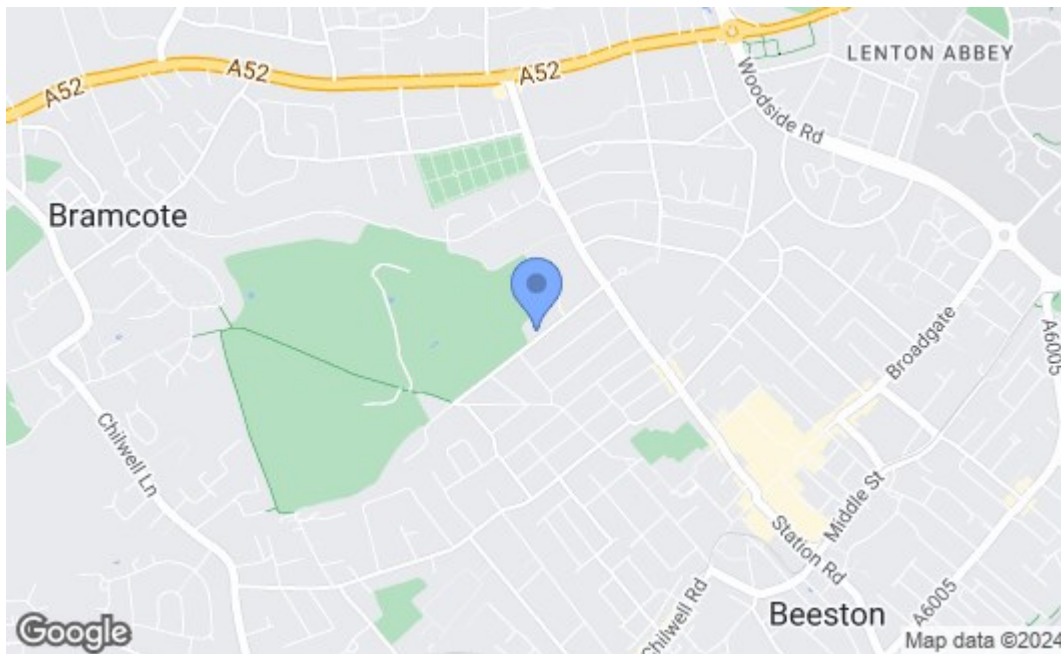 A52
A52
LENTON ABBEY
Woodside Rd
Bramcote
A6005
Broadgate
Chilwell Ln
Middle St
Station Rd
A6005
Chilwell Rd
Beeston
Google
Map data ©2024